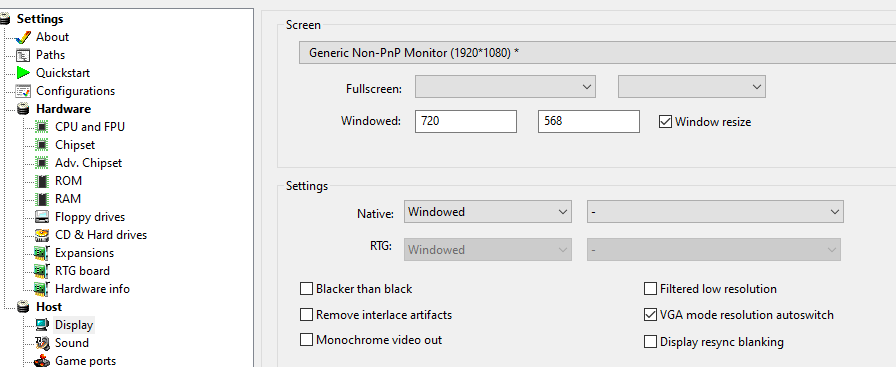 Settings
About
Paths
Quickstart
Configurations
Hardware
CPU and FPU
Chipset
Adv. Chipset
ROM
RAM
Floppy drives
CD & Hard drives
Expansions
RTG board
Hardware info
Host
Display
Sound
Game ports
Screen
Generic Non-PnP Monitor (1920*1080) *
Fullscreen:
Windowed: 720 568 Window resize
Settings
Native: Windowed -
RTG: Windowed -
Blacker than black Filtered low resolution
Remove interlace artifacts VGA mode resolution autoswitch
Monochrome video out Display resync blanking